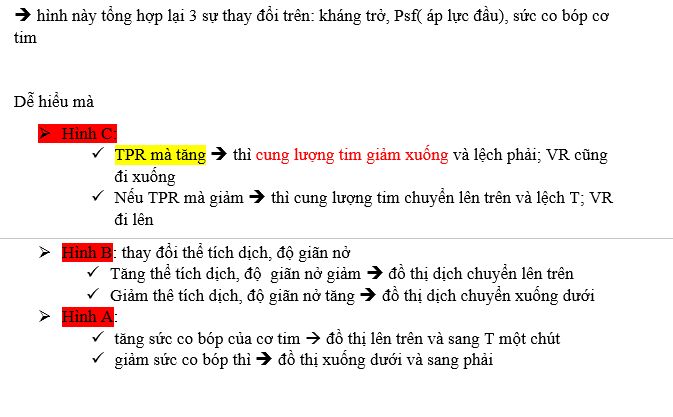 ➔ hình này tổng hợp lại 3 sự thay đổi trên: kháng trở, Psf( áp lực đầu), sức co bóp cơ
tim
Dễ hiểu mà
➢ Hình C:
✓ TPR mà tăng ➔ thì cung lượng tim giảm xuống và lệch phải; VR cũng
đi xuống
✓ Nếu TPR mà giảm ➔ thì cung lượng tim chuyển lên trên và lệch T; VR
đi lên
➢ Hình B: thay đổi thể tích dịch, độ giãn nở
✓ Tăng thể tích dịch, độ giãn nở giảm ➔ đồ thị dịch chuyển lên trên
✓ Giảm thê tích dịch, độ giãn nở tăng ➔ đồ thị dịch chuyển xuống dưới
➢ Hình A:
✓ tăng sức co bóp của cơ tim → đồ thị lên trên và sang T một chút
✓ giảm sức co bóp thì ➔ đồ thị xuống dưới và sang phải